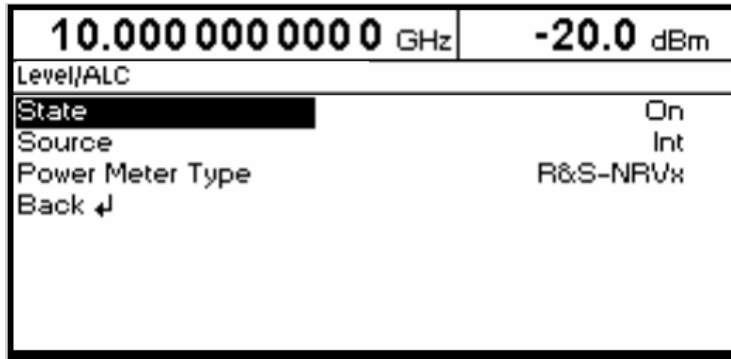 10.000 000 000 0 GHz -20.0 dBm
Level/ALC
State On
Source Int
Power Meter Type R&S-NRVx
Back ↲